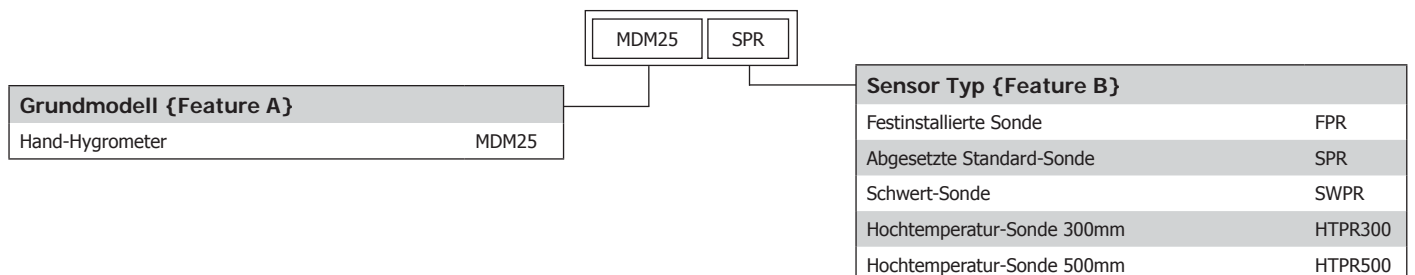 MDM25 SPR
Grundmodell {Feature A}
Hand-Hygrometer MDM25
Sensor Typ {Feature B}
Festinstallierte Sonde FPR
Abgesetzte Standard-Sonde SPR
Schwert-Sonde SWPR
Hochtemperatur-Sonde 300mm HTPR300
Hochtemperatur-Sonde 500mm HTPR500